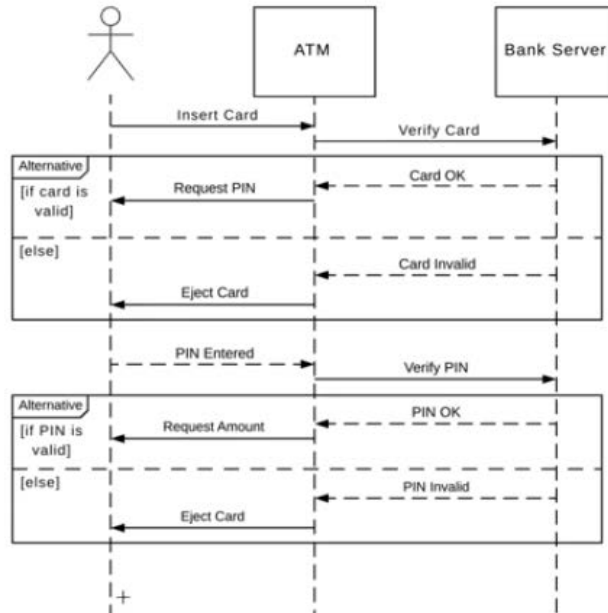 ATM
Bank Server
Insert Card
Verify Card
Alternative
[if card is
valid]
Card OK
Request PIN
[else]
Card Invalid
Eject Card
PIN Entered
Verify PIN
Alternative
[if PIN is
valid]
PIN OK
Request Amount
[else]
PIN Invalid
Eject Card